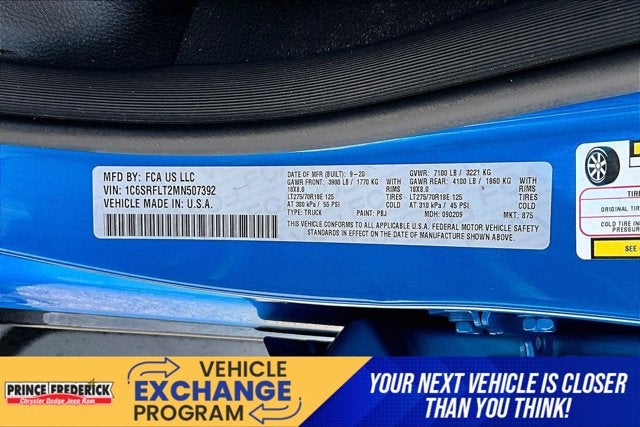 MFD BY: FCA US LLC
VIN: 1C6SRFLT2MN507392
VEHICLE MADE IN: U.S.A.
DATE OF MFR (BUILT): 9-20
GVWR: 7100 LB / 3221 KG
GAWR FRONT: 3900 LB / 1770 KG
GAWR REAR: 4100 LB / 1860 KG
18X8.0
RIMS
18X8.0
RIMS
LT275/70R18E 125
TIRES
LT275/70R18E 125
TIRES
AT 380 kPa / 55 PSI
COLD
AT 310 kPa / 45 PSI
COLD
TYPE: TRUCK
PAINT: PBJ
MDH: 090209
MKT: 875
THIS VEHICLE CONFORMS TO ALL APPLICABLE U.S.A. FEDERAL MOTOR VEHICLE SAFETY
STANDARDS IN EFFECT ON THE DATE OF MANUFACTURE SHOWN ABOVE.
TIRE
ORIGINAL TIR
COLD TIRE IN
PRESSURE
SEE
PRINCE FREDERICK
Chrysler Dodge Jeep Ram
VEHICLE
EXCHANGE
PROGRAM
YOUR NEXT VEHICLE IS CLOSER
THAN YOU THINK!